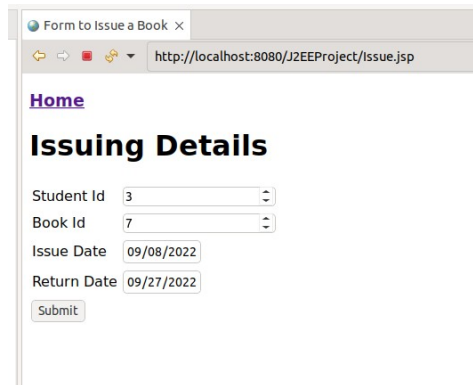 Form to Issue a Book
http://localhost:8080/J2EEProject/Issue.jsp
Home
Issuing Details
Student Id 3
Book Id 7
Issue Date 09/08/2022
Return Date 09/27/2022
Submit